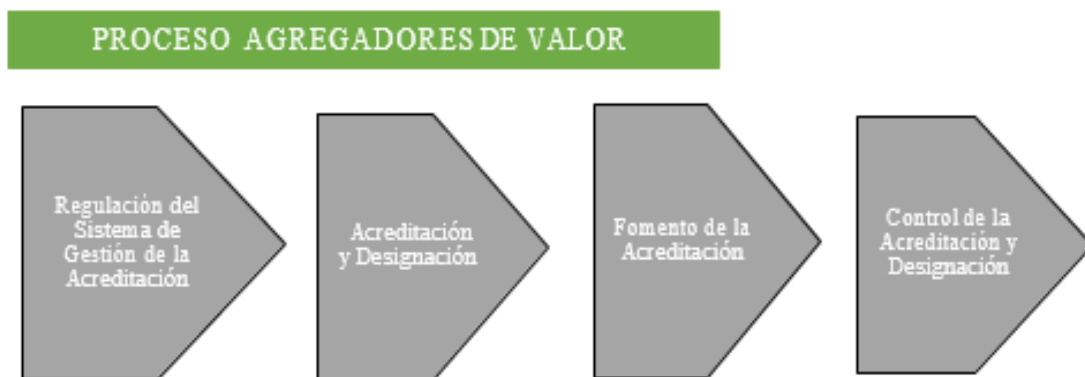 PROCESO AGREGADORES DE VALOR
Regulación del
Sistema de
Gestión de la
Acreditación
Acreditación
y Designación
Fomento de la
Acreditación
Control de la
Acreditación y
Designación